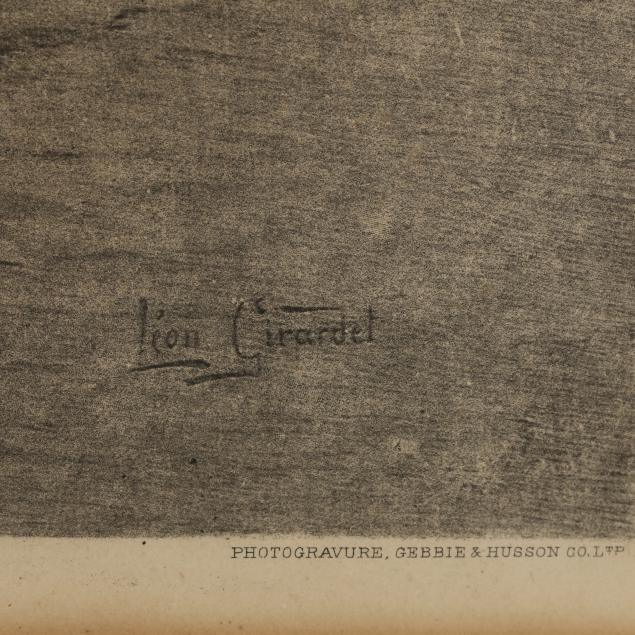 Léon Girardet
PHOTOGRAVURE, GEBBIE & HUSSON CO. LTD